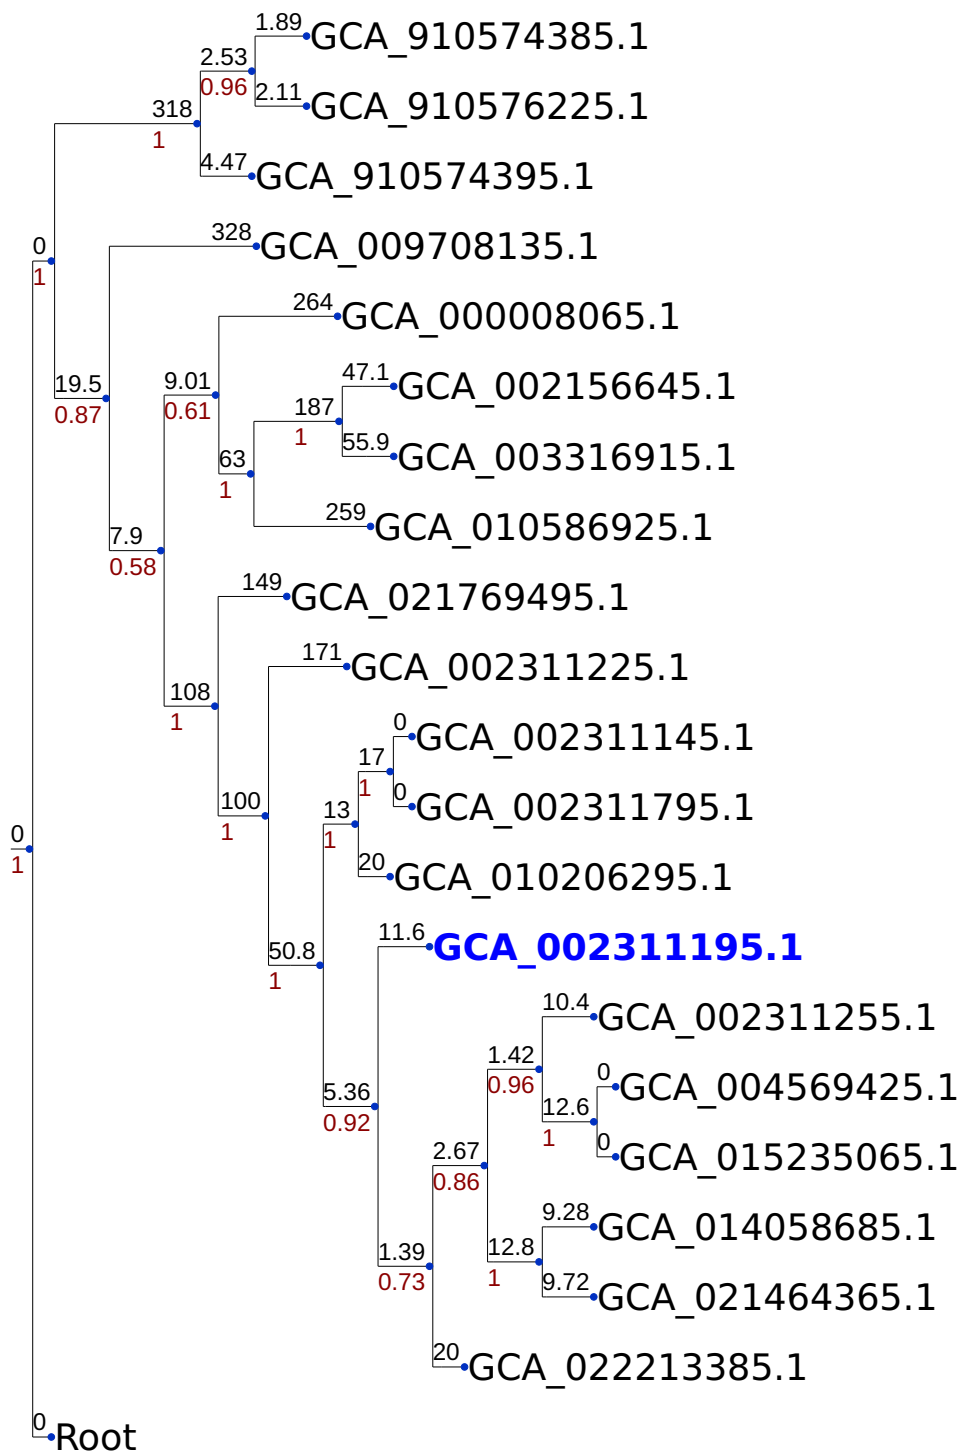 1.89
GCA_910574385.1
2.53
0.96
2.11
GCA_910576225.1
318
1
4.47
GCA_910574395.1
0
1
328
GCA_009708135.1
264
GCA_000008065.1
19.5
0.87
9.01
0.61
47.1
GCA_002156645.1
187
1
55.9
GCA_003316915.1
63
1
259
GCA_010586925.1
7.9
0.58
149
GCA_021769495.1
171
GCA_002311225.1
108
1
0
GCA_002311145.1
17
1
0
GCA_002311795.1
100
1
13
1
20
GCA_010206295.1
0
1
11.6
GCA_002311195.1
50.8
1
10.4
GCA_002311255.1
1.42
0.96
0
GCA_004569425.1
12.6
1
0
GCA_015235065.1
5.36
0.92
2.67
0.86
9.28
GCA_014058685.1
12.8
1
9.72
GCA_021464365.1
1.39
0.73
20
GCA_022213385.1
0
Root